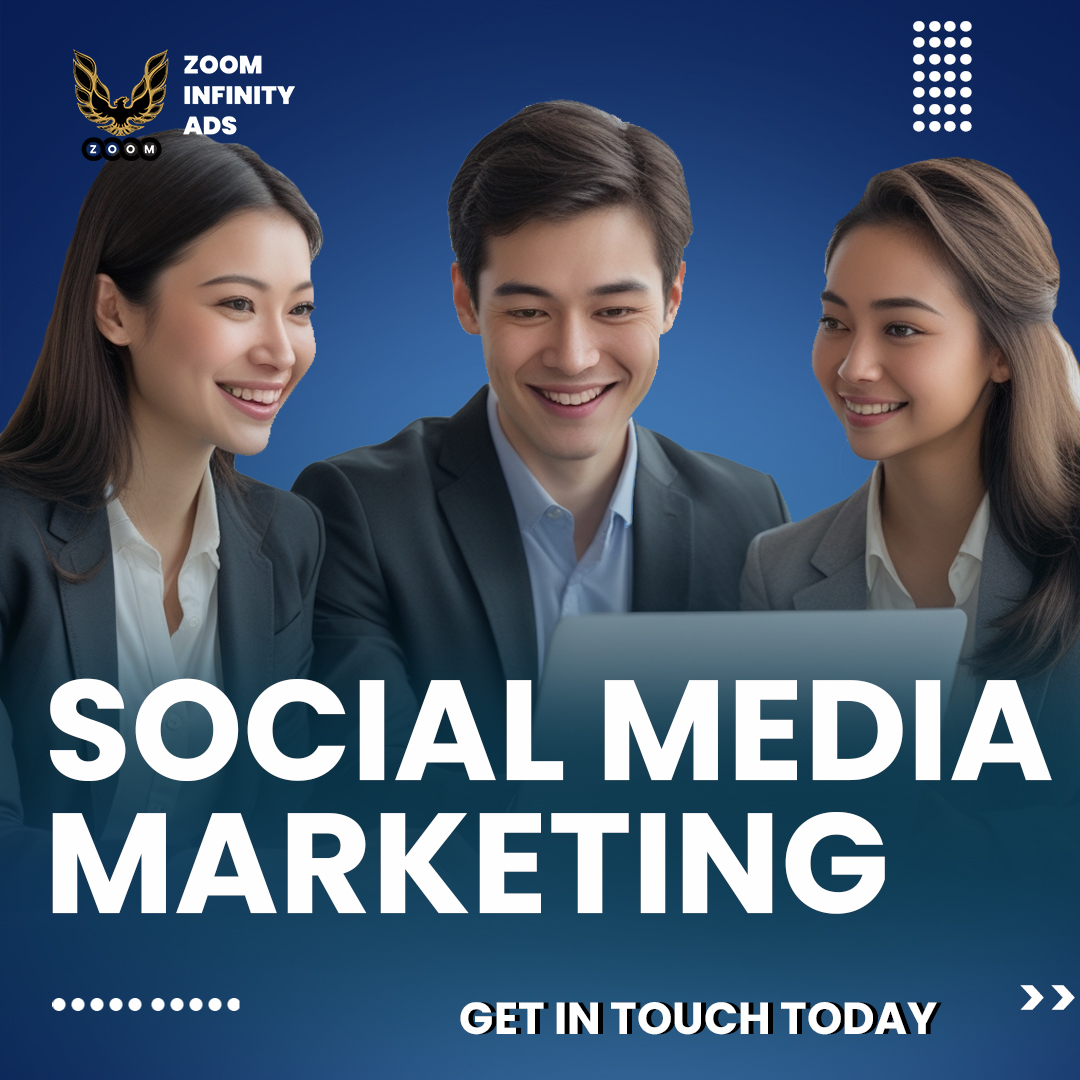 ZOOM
INFINITY
ADS
ZOOM
SOCIAL MEDIA
MARKETING
GET IN TOUCH TODAY